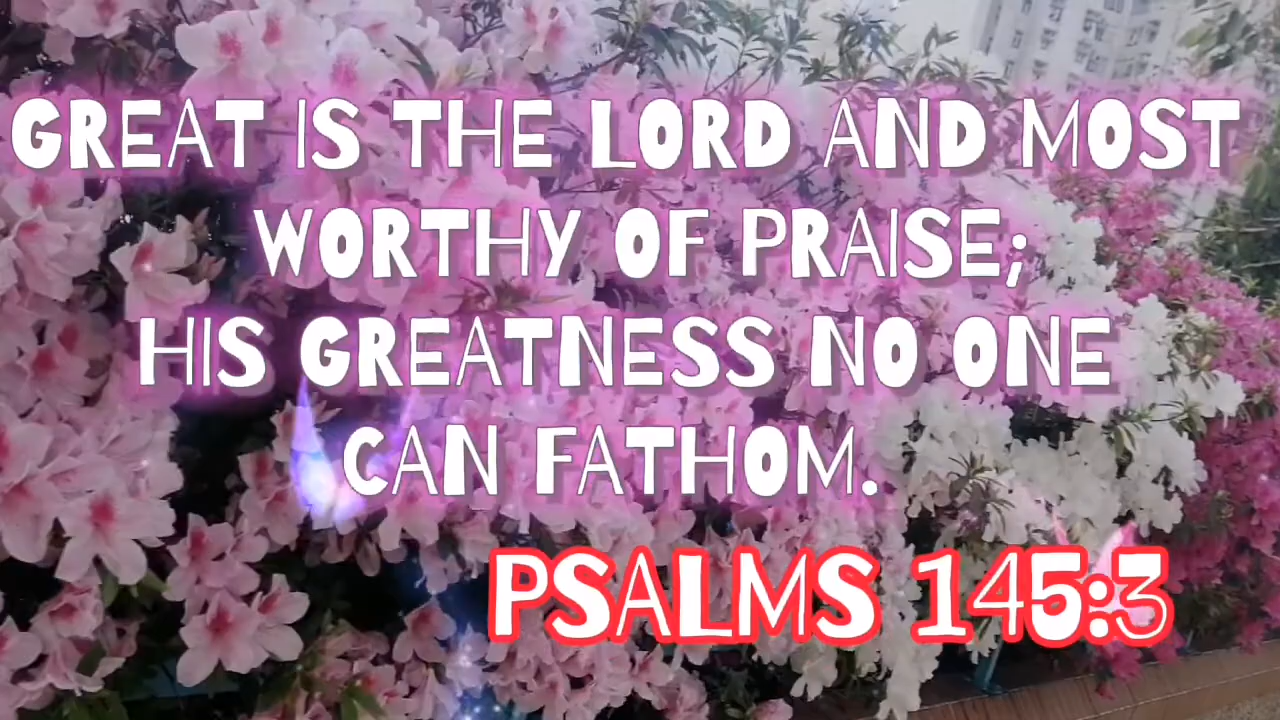 GREAT IS THE LORD AND MOST
WORTHY OF PRAISE;
HIS GREATNESS NO ONE
CAN FATHOM.
PSALMS 145:3